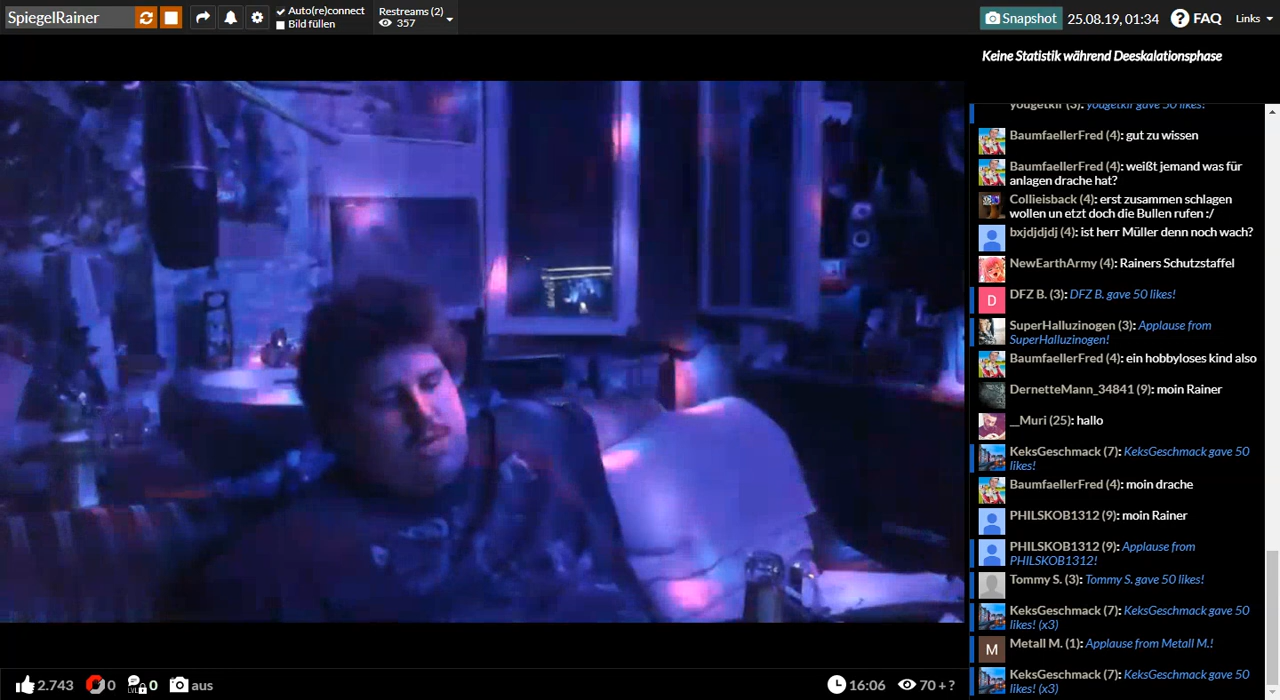 SpiegelRainer
Auto(re)connect
Bild füllen
Restreams (2)
357
Snapshot
25.08.19, 01:34
FAQ
Links
Keine Statistik während Deeskalationsphase
yougetkir (3): yougetkir gave 50 likes!
BaumfaellerFred (4): gut zu wissen
BaumfaellerFred (4): weißt jemand was für
anlagen drache hat?
Collieisback (4): erst zusammen schlagen
wollen un etzt doch die Bullen rufen :/
bxjdjdjdj (4): ist herr Müller denn noch wach?
NewEarthArmy (4): Rainers Schutzstaffel
D
DFZ B. (3): DFZ B. gave 50 likes!
SuperHalluzinogen (3): Applause from
SuperHalluzinogen!
BaumfaellerFred (4): ein hobbyloses kind also
DernetteMann_34841 (9): moin Rainer
__Muri (25): hallo
KeksGeschmack (7): KeksGeschmack gave 50
likes!
BaumfaellerFred (4): moin drache
PHILSKOB1312 (9): moin Rainer
PHILSKOB1312 (9): Applause from
PHILSKOB1312!
Tommy S. (3): Tommy S. gave 50 likes!
KeksGeschmack (7): KeksGeschmack gave 50
likes! (x3)
M
Metall M. (1): Applause from Metall M.!
KeksGeschmack (7): KeksGeschmack gave 50
likes! (x3)
2.743
0
LVL
0
aus
16:06
70 + ?